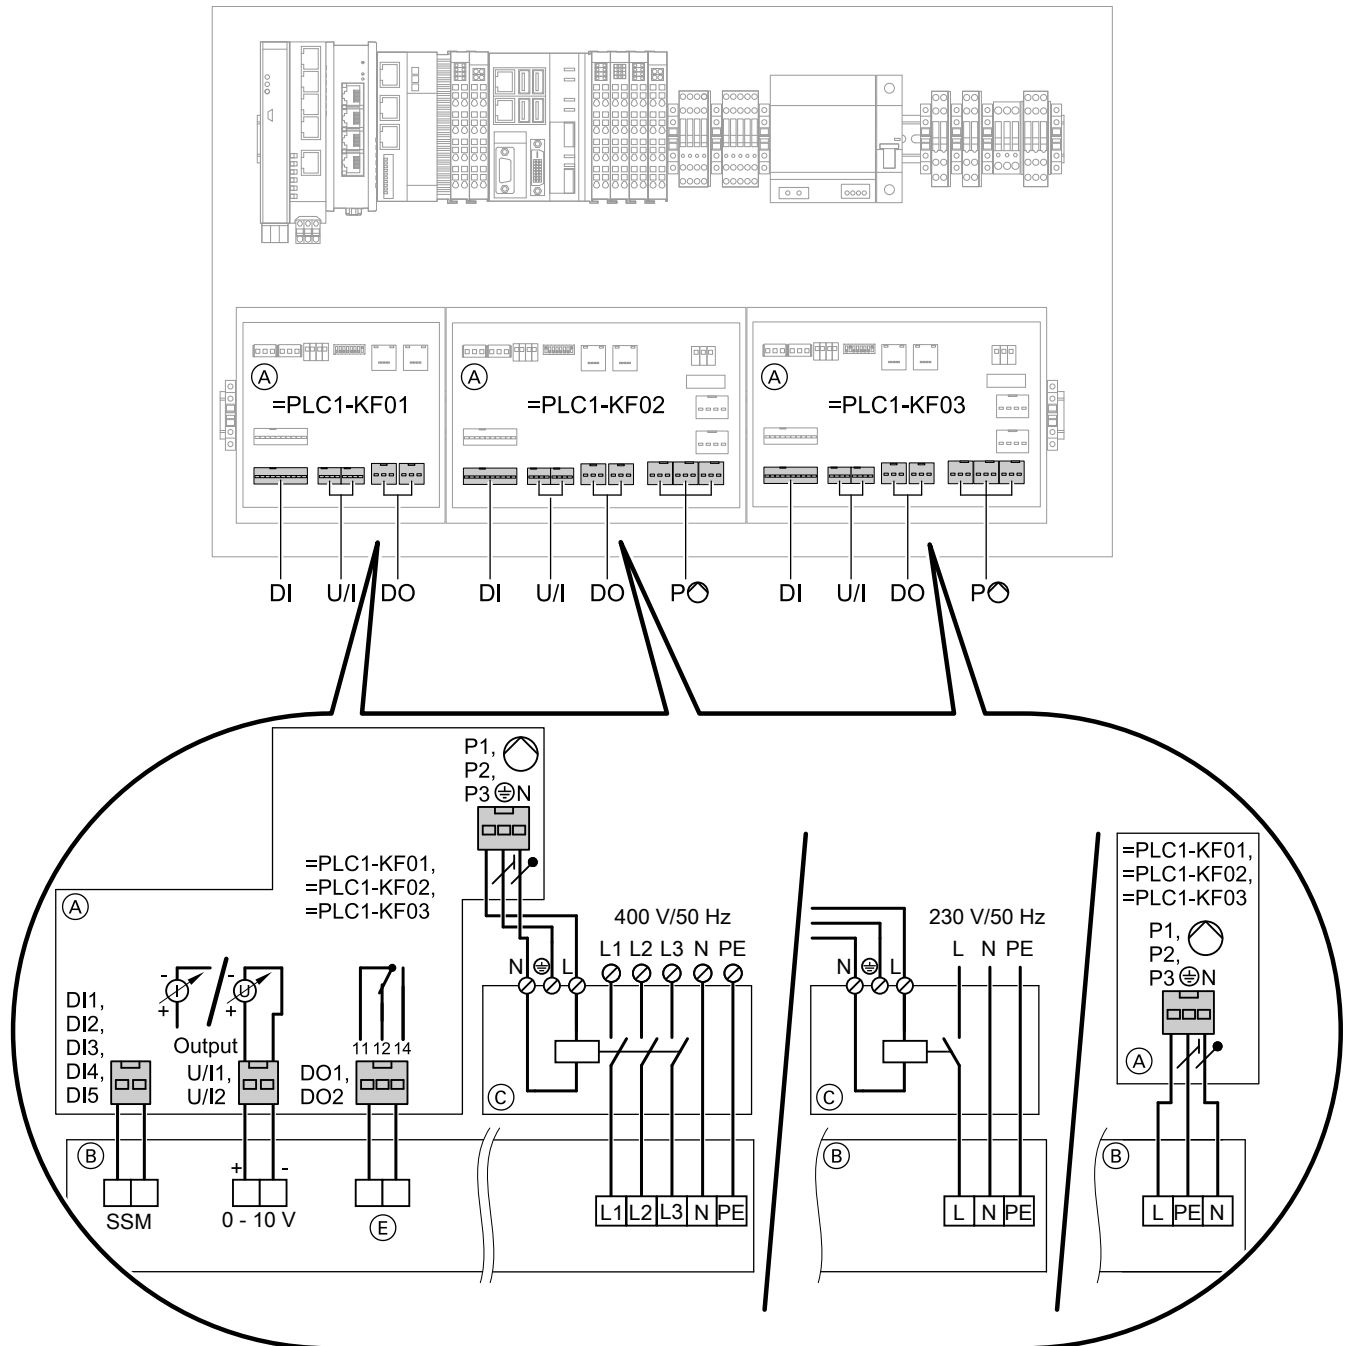 A
=PLC1-KF01
A
=PLC1-KF02
A
=PLC1-KF03
DI U/I DO
DI U/I DO P
DI U/I DO P
P1,
P2,
P3 N
=PLC1-KF01,
=PLC1-KF02,
=PLC1-KF03
A
DI1,
DI2,
DI3,
DI4,
DI5
- I +
- U +
Output
U/I1,
U/I2
11 12 14
DO1,
DO2
N L
400 V/50 Hz
L1 L2 L3 N PE
C
B
SSM
+ -
0 - 10 V
E
L1 L2 L3 N PE
N L
230 V/50 Hz
L N PE
C
B
L N PE
=PLC1-KF01,
=PLC1-KF02,
=PLC1-KF03
P1,
P2,
P3 N
A
B
L PE N